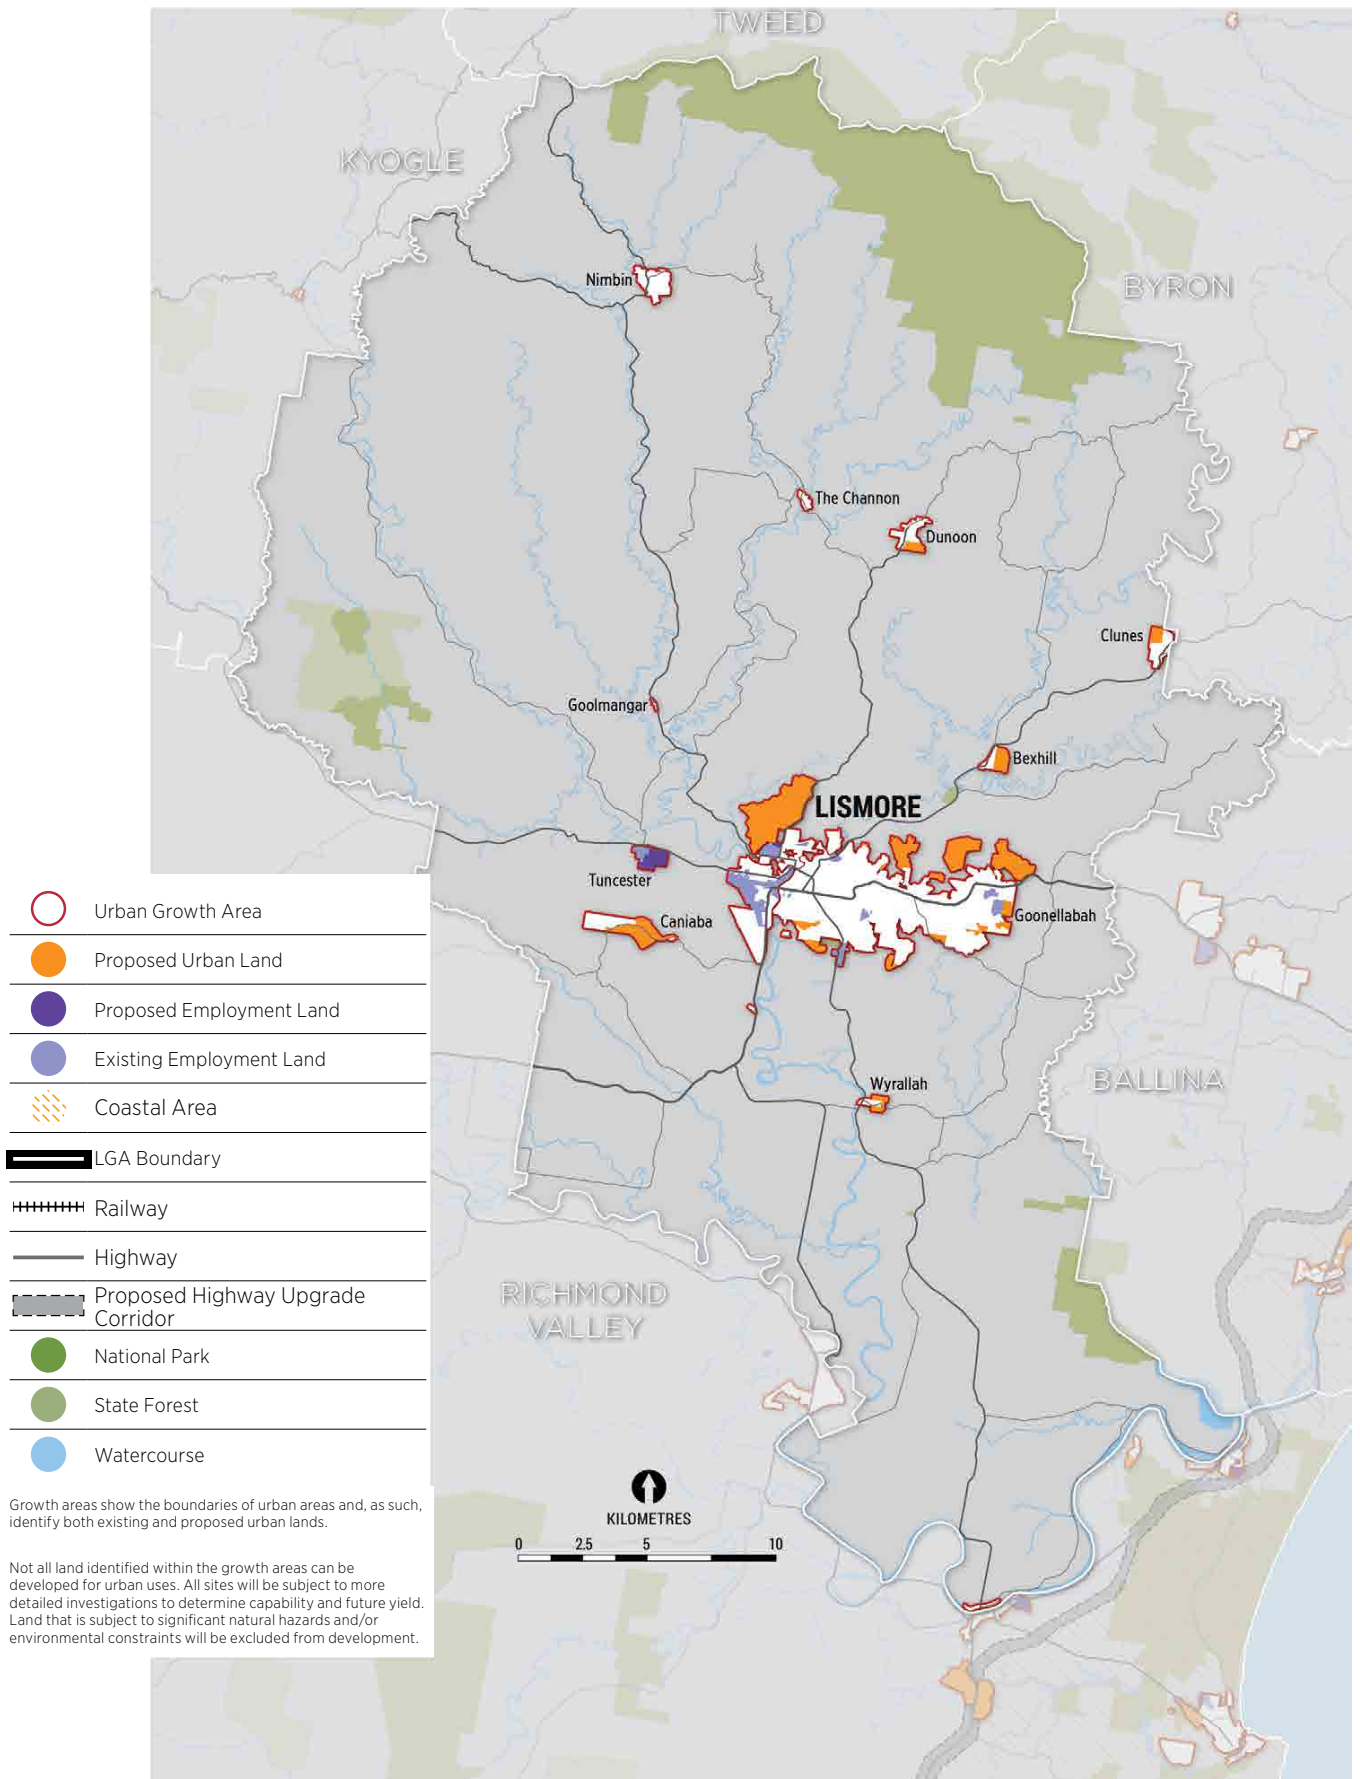 TWEED
KYOGLE
BYRON
Nimbin
The Channon
Dunoon
Clunes
Goolmangar
Bexhill
LISMORE
Tuncester
Caniaba
Goonellabah
Wyrallah
BALLINA
RICHMOND
VALLEY
Urban Growth Area
Proposed Urban Land
Proposed Employment Land
Existing Employment Land
Coastal Area
LGA Boundary
Railway
Highway
Proposed Highway Upgrade
Corridor
National Park
State Forest
Watercourse
Growth areas show the boundaries of urban areas and, as such,
identify both existing and proposed urban lands.
Not all land identified within the growth areas can be
developed for urban uses. All sites will be subject to more
detailed investigations to determine capability and future yield.
Land that is subject to significant natural hazards and/or
environmental constraints will be excluded from development.
KILOMETRES
0 2.5 5 10